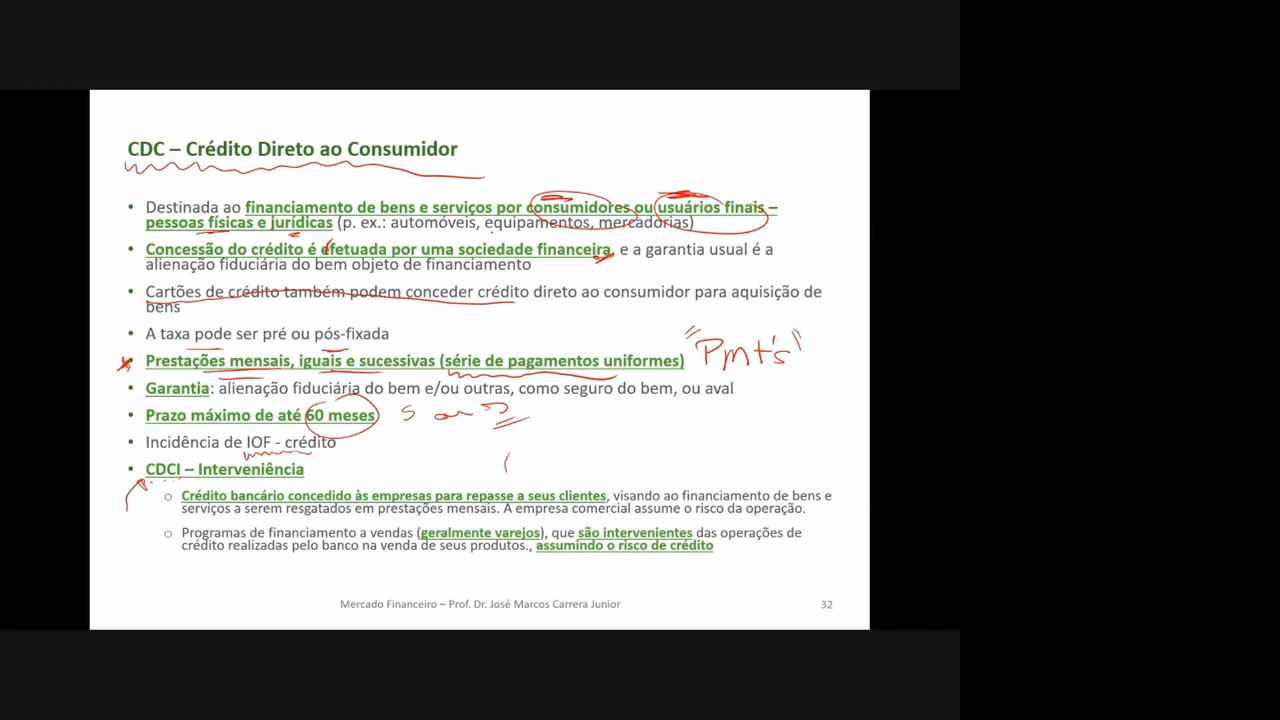 CDC – Crédito Direto ao Consumidor
• Destinada ao financiamento de bens e serviços por consumidores ou usuários finais –
pessoas físicas e jurídicas (p. ex.: automóveis, equipamentos, mercadorias)
• Concessão do crédito é efetuada por uma sociedade financeira, e a garantia usual é a
alienação fiduciária do bem objeto de financiamento
• Cartões de crédito também podem conceder crédito direto ao consumidor para aquisição de
bens
• A taxa pode ser pré ou pós-fixada
• Prestações mensais, iguais e sucessivas (série de pagamentos uniformes) "Pmt's"
• Garantia: alienação fiduciária do bem e/ou outras, como seguro do bem, ou aval
• Prazo máximo de até 60 meses 5 anos
• Incidência de IOF - crédito
• CDCI – Interveniência
o Crédito bancário concedido às empresas para repasse a seus clientes, visando ao financiamento de bens e
serviços a serem resgatados em prestações mensais. A empresa comercial assume o risco da operação.
o Programas de financiamento a vendas (geralmente varejos), que são intervenientes das operações de
crédito realizadas pelo banco na venda de seus produtos., assumindo o risco de crédito
Mercado Financeiro – Prof. Dr. José Marcos Carrera Junior 32